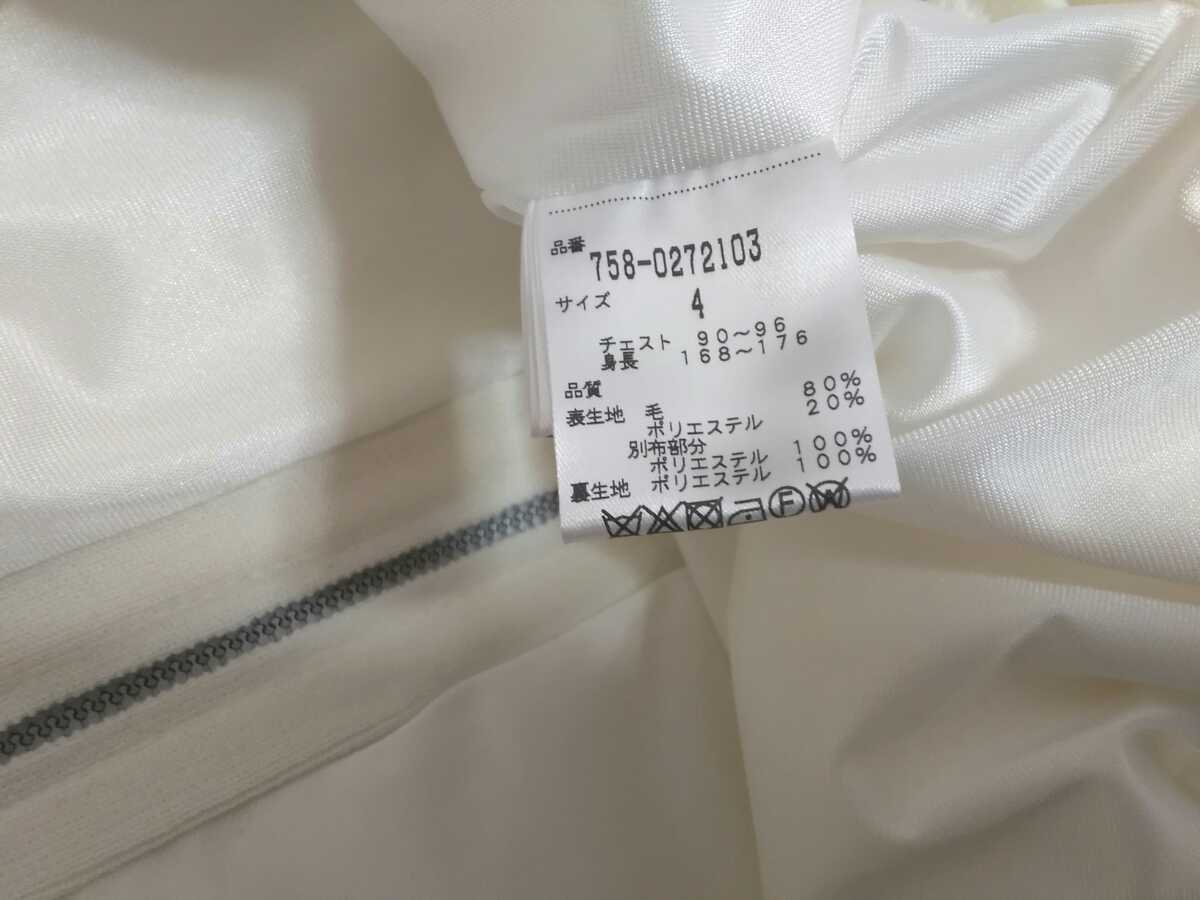 品番 758-0272103
サイズ 4
チェスト 90～96
身長 168～176
品質
表生地 毛 80%
ポリエステル 20%
別布部分
ポリエステル 100%
裏生地 ポリエステル 100%
F W